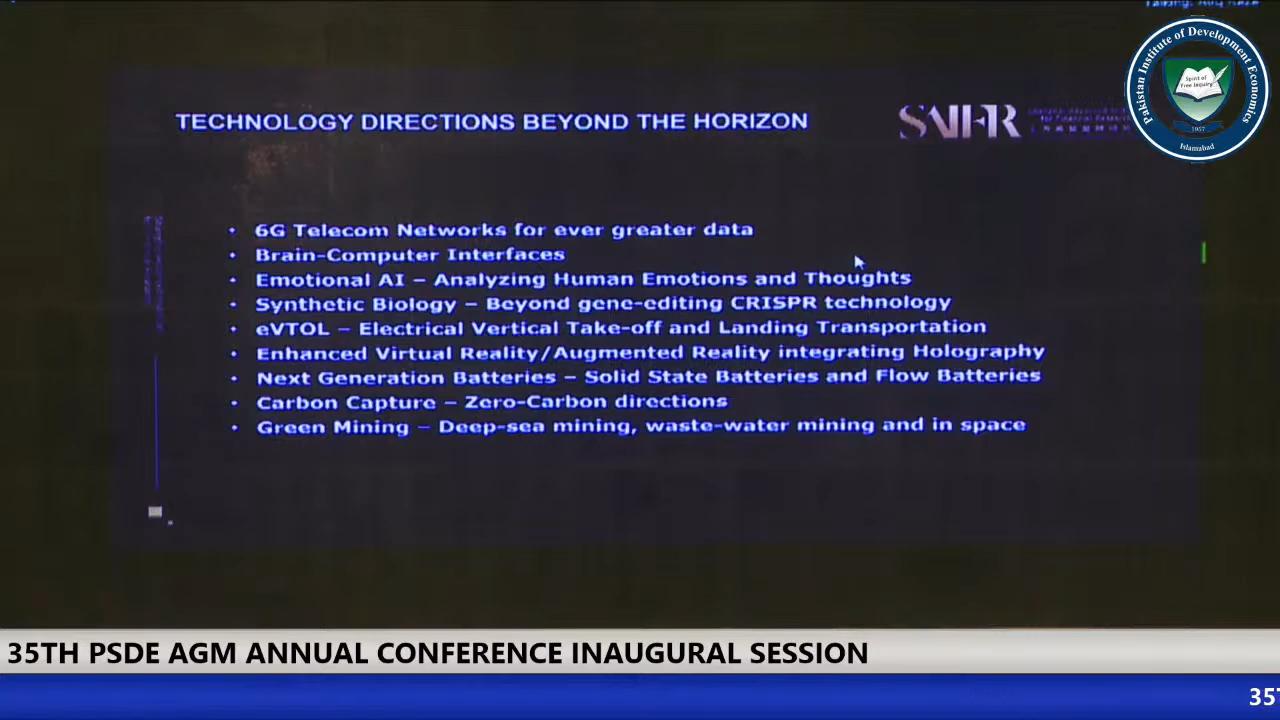 TECHNOLOGY DIRECTIONS BEYOND THE HORIZON
SAIFR
• 6G Telecom Networks for ever greater data
• Brain-Computer Interfaces
• Emotional AI – Analyzing Human Emotions and Thoughts
• Synthetic Biology – Beyond gene-editing CRISPR technology
• eVTOL – Electrical Vertical Take-off and Landing Transportation
• Enhanced Virtual Reality/Augmented Reality integrating Holography
• Next Generation Batteries – Solid State Batteries and Flow Batteries
• Carbon Capture – Zero-Carbon directions
• Green Mining – Deep-sea mining, waste-water mining and in space
Pakistan Institute of Development Economics
Spirit of
Free Inquiry
1957
Islamabad
35TH PSDE AGM ANNUAL CONFERENCE INAUGURAL SESSION